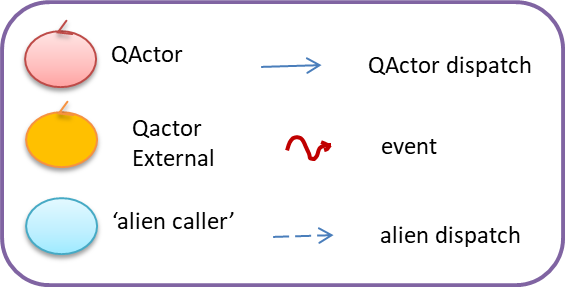 QActor
QActor dispatch
Qactor
External
event
‘alien caller’
alien dispatch